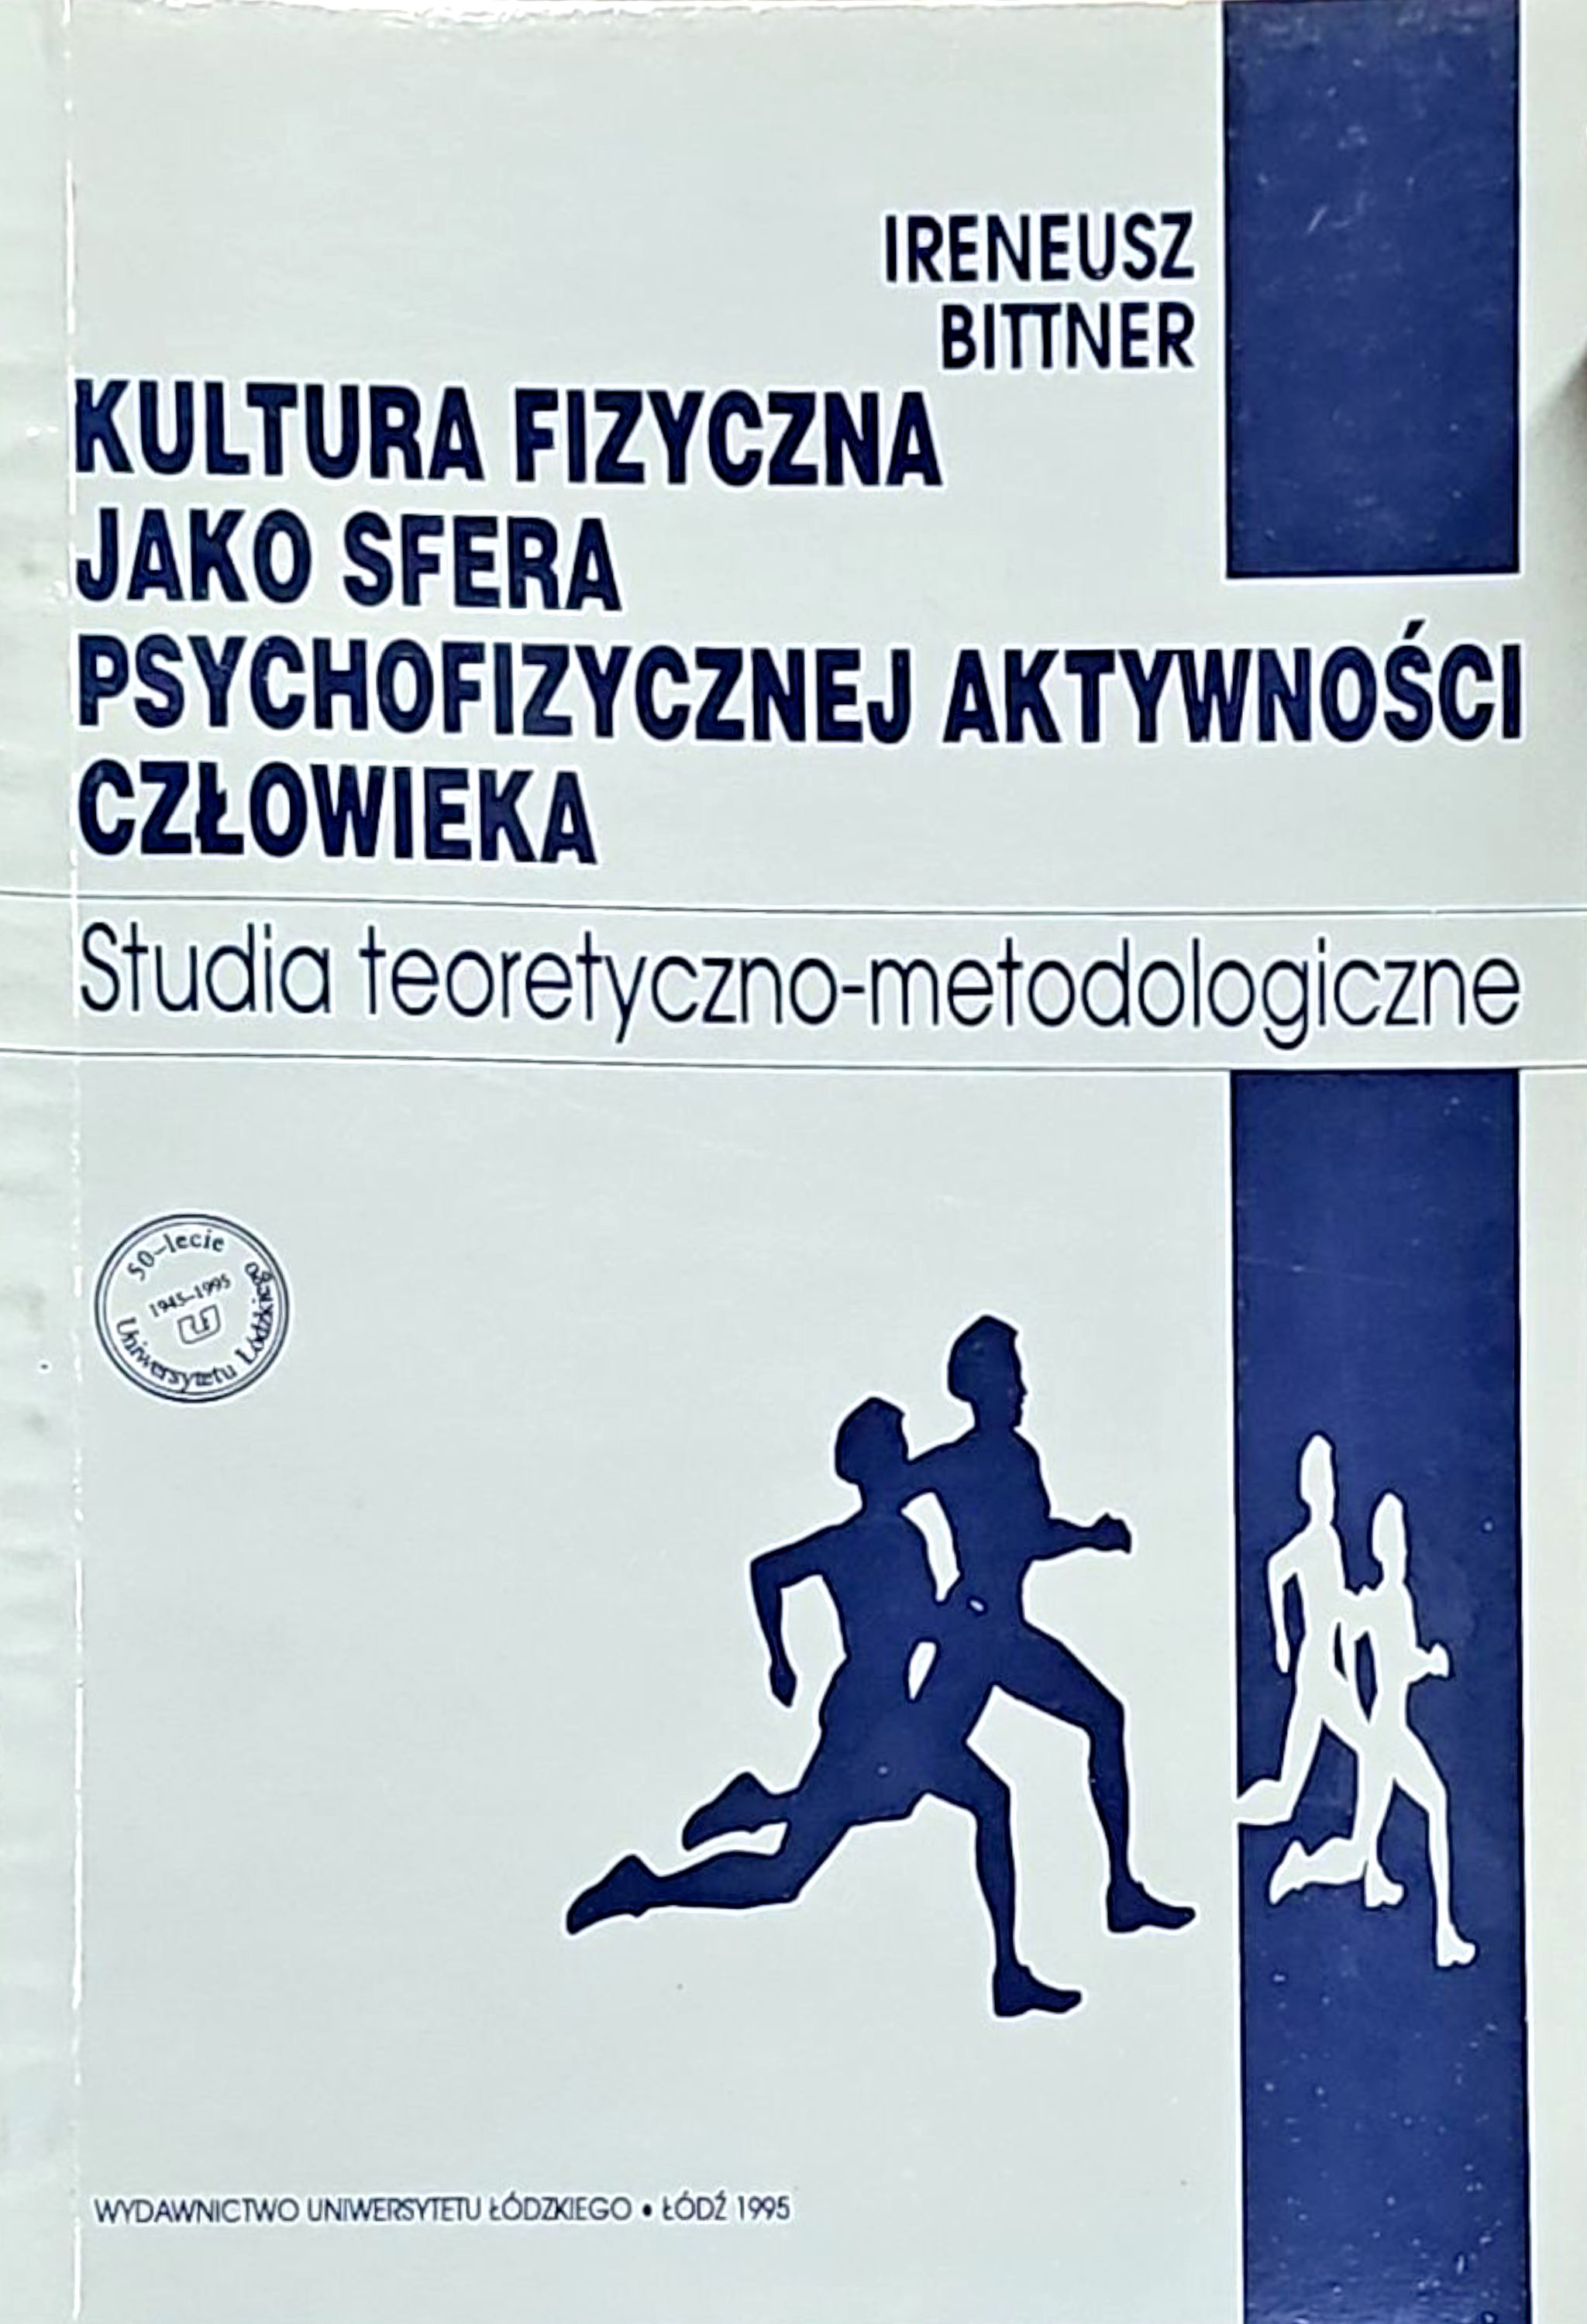 IRENEUSZ
BITTNER
KULTURA FIZYCZNA
JAKO SFERA
PSYCHOFIZYCZNEJ AKTYWNOŚCI
CZŁOWIEKA
Studia teoretyczno-metodologiczne
50-lecie
1945-1995
Uniwersytetu Łódzkiego
WYDAWNICTWO UNIWERSYTETU ŁÓDZKIEGO • ŁÓDŹ 1995